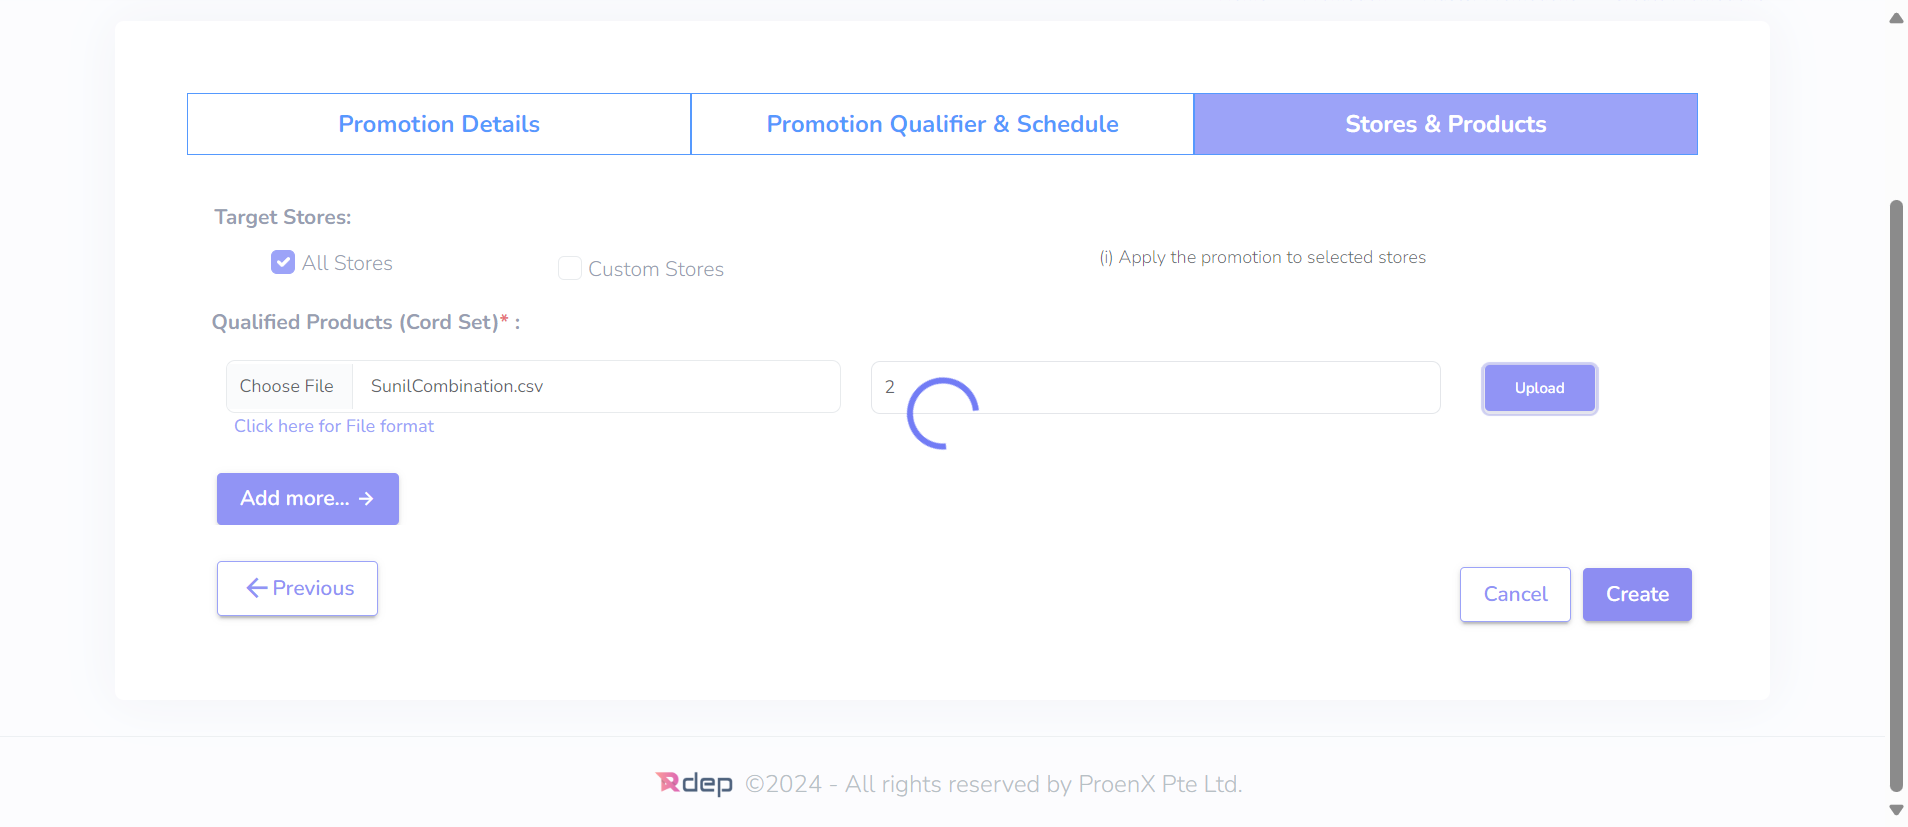 Promotion Details
Promotion Qualifier & Schedule
Stores & Products
Target Stores:
All Stores
Custom Stores
(i) Apply the promotion to selected stores
Qualified Products (Cord Set)* :
Choose File
SunilCombination.csv
2
Upload
Click here for File format
Add more... →
←Previous
Cancel
Create
Rdep ©2024 - All rights reserved by ProenX Pte Ltd.